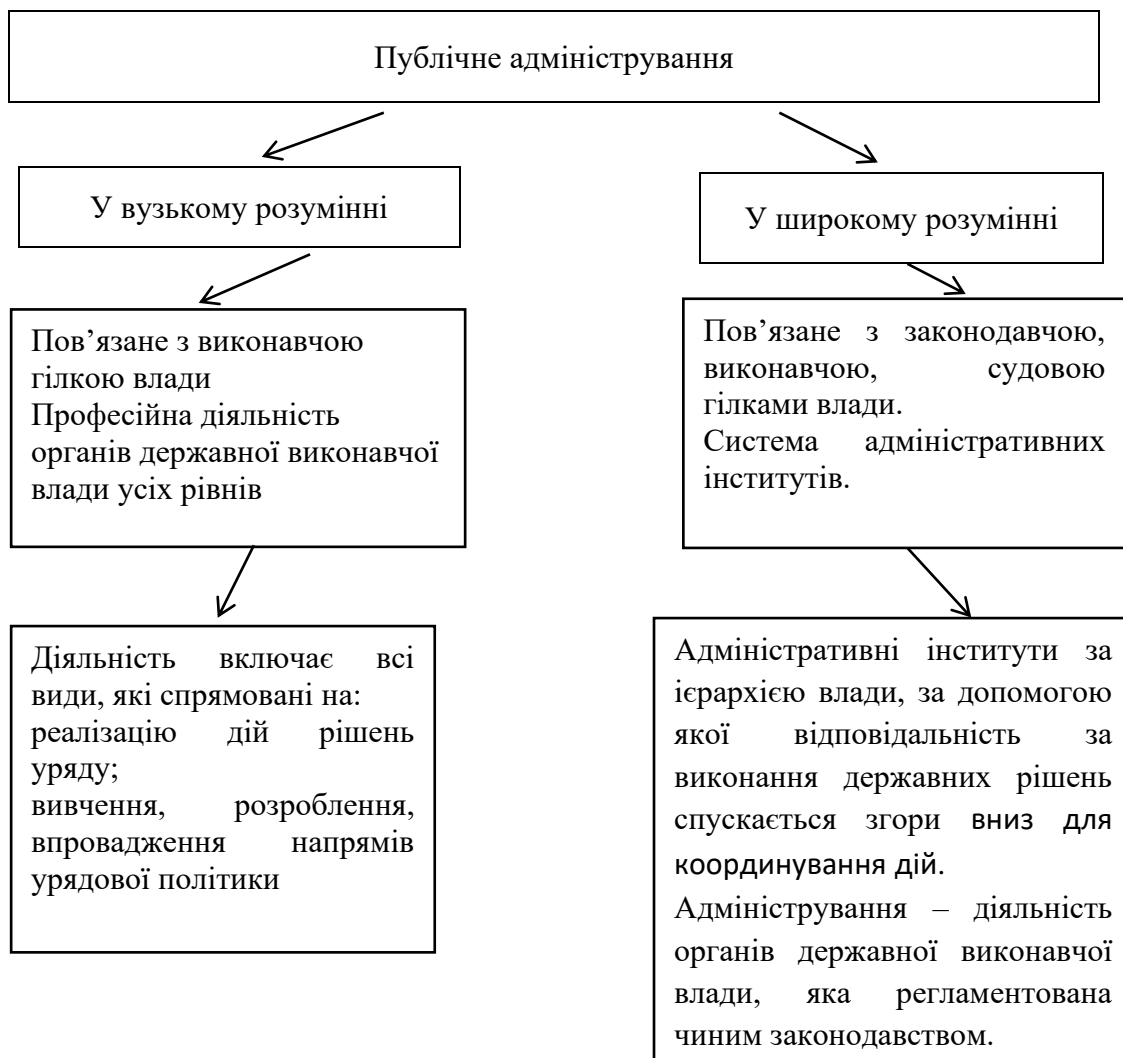 Публічне адміністрування
У вузькому розумінні
У широкому розумінні
Пов’язане з виконавчою
гілкою влади
Професійна діяльність
органів державної виконавчої
влади усіх рівнів
Пов’язане з законодавчою,
виконавчою, судовою
гілками влади.
Система адміністративних
інститутів.
Діяльність включає всі
види, які спрямовані на:
реалізацію дій рішень
уряду;
вивчення, розроблення,
впровадження напрямів
урядової політики
Адміністративні інститути за
ієрархією влади, за допомогою
якої відповідальність за
виконання державних рішень
спускається згори вниз для
координування дій.
Адміністрування – діяльність
органів державної виконавчої
влади, яка регламентована
чиним законодавством.